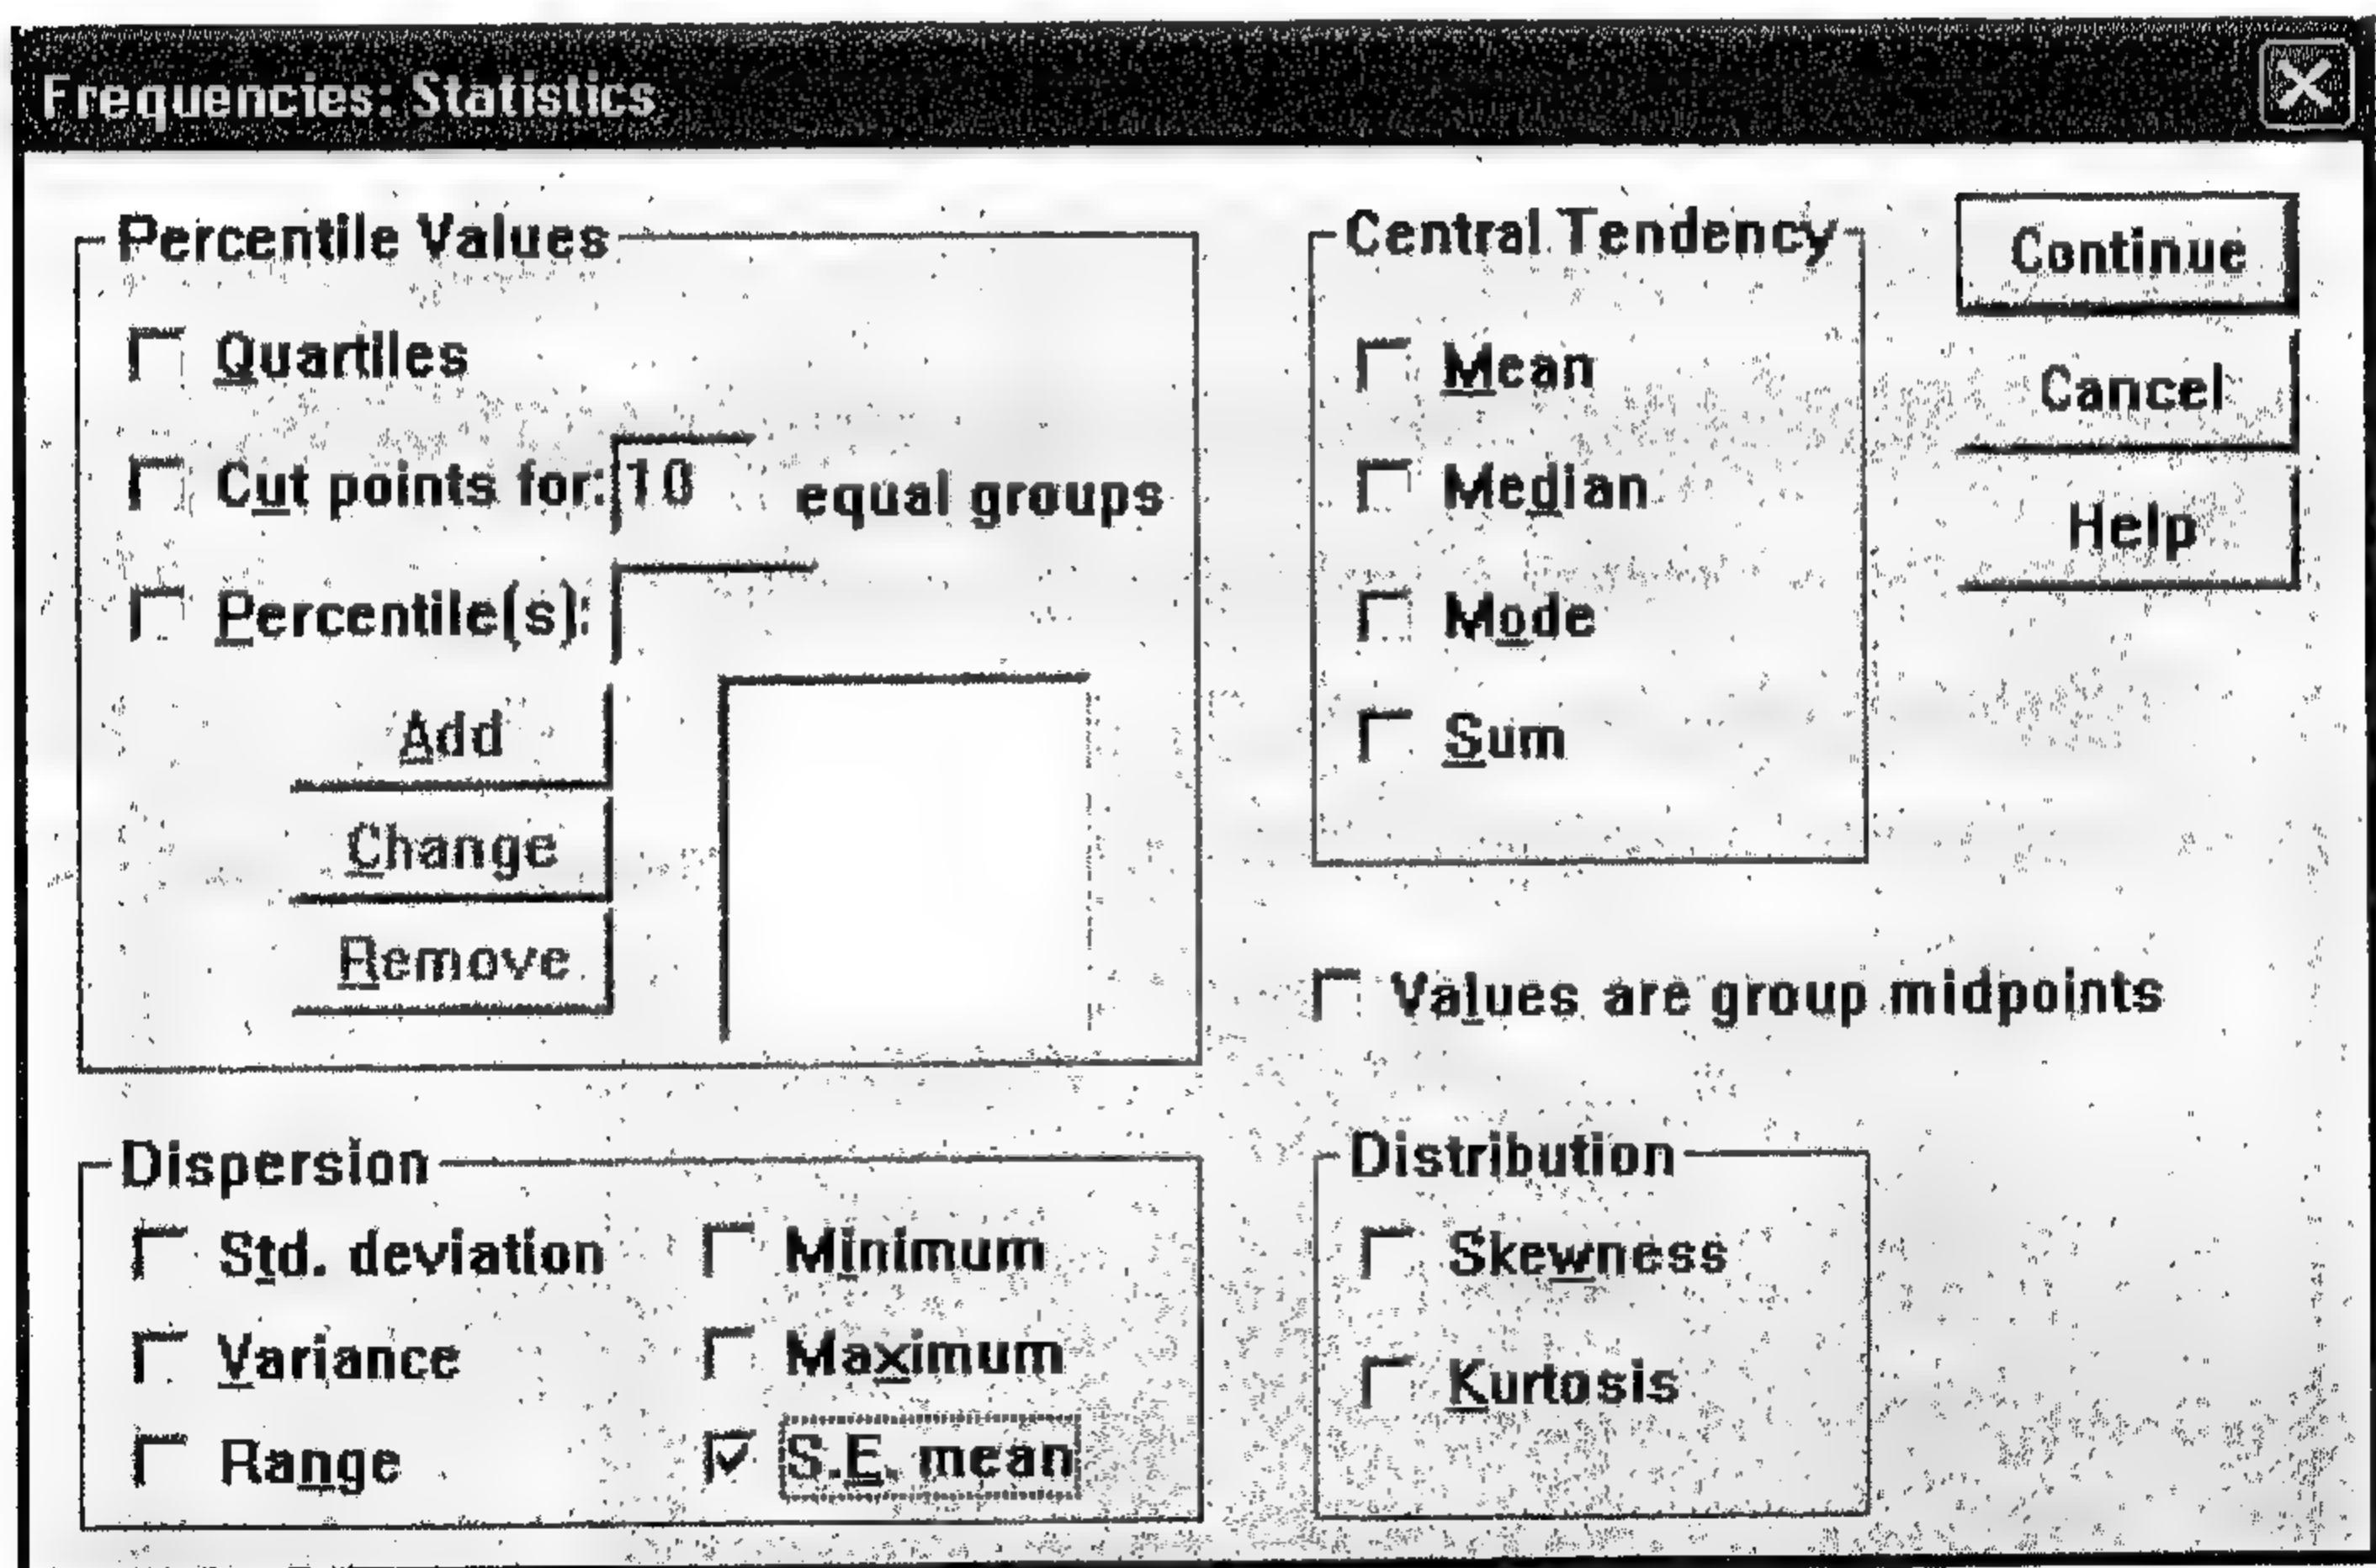 Frequencies: Statistics
Percentile Values
Quartiles
Cut points for: 10 equal groups
Percentile(s):
Add
Change
Remove
Central Tendency
Mean
Median
Mode
Sum
Continue
Cancel
Help
Values are group midpoints
Dispersion
Std. deviation
Variance
Range
Minimum
Maximum
S.E. mean
Distribution
Skewness
Kurtosis